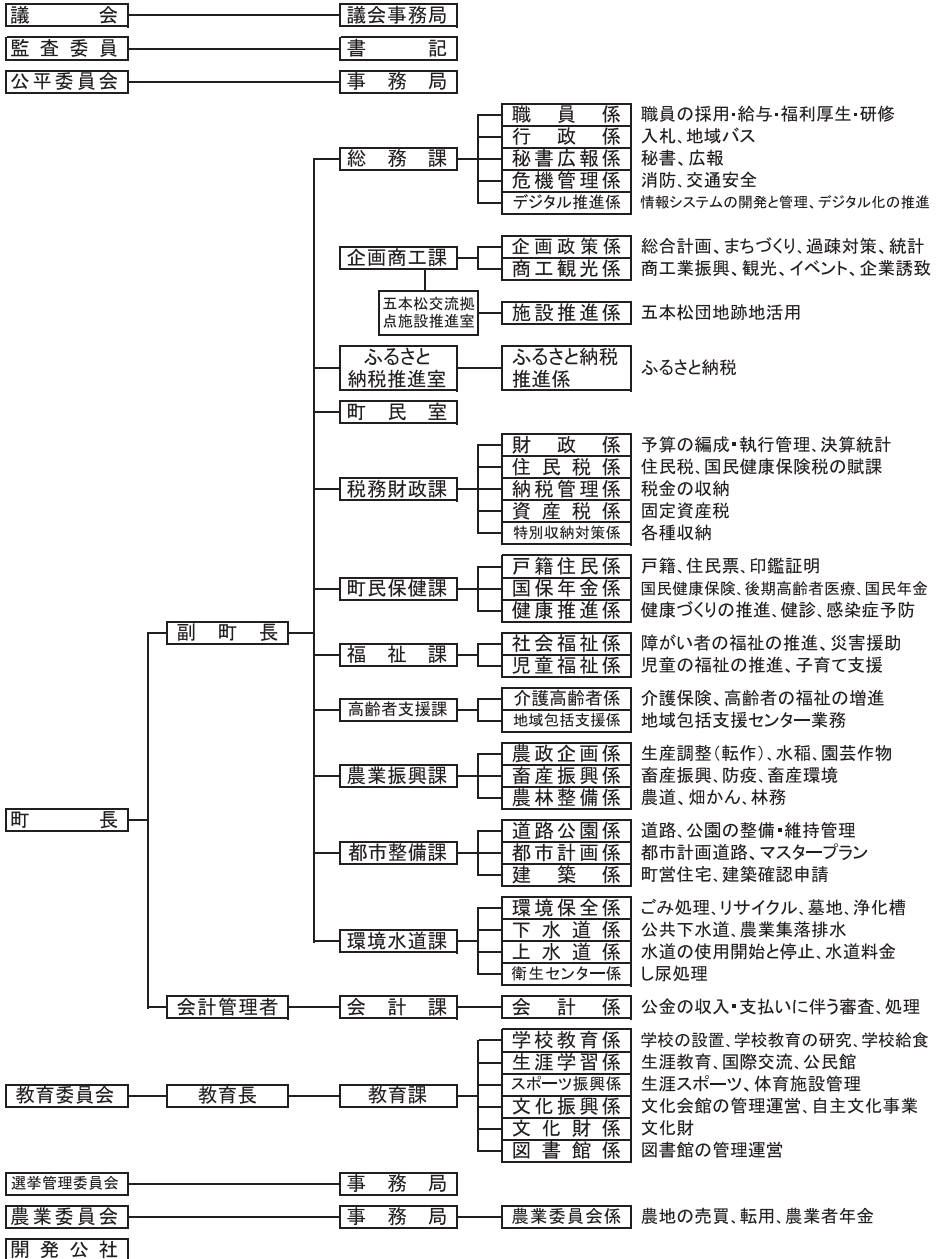 議会 議会事務局
監査委員 書記
公平委員会 事務局
職員係 職員の採用・給与・福利厚生・研修
行政係 入札、地域バス
総務課 秘書広報係 秘書、広報
危機管理係 消防、交通安全
デジタル推進係 情報システムの開発と管理、デジタル化の推進
企画商工課 企画政策係 総合計画、まちづくり、過疎対策、統計
商工観光係 商工業振興、観光、イベント、企業誘致
五本松交流拠
点施設推進室 施設推進係 五本松団地跡地活用
ふるさと
納税推進室 ふるさと納税
推進係 ふるさと納税
町民室
財政係 予算の編成・執行管理、決算統計
住民税係 住民税、国民健康保険税の賦課
税務財政課 納税管理係 税金の収納
資産税係 固定資産税
特別収納対策係 各種収納
戸籍住民係 戸籍、住民票、印鑑証明
町民保健課 国保年金係 国民健康保険、後期高齢者医療、国民年金
健康推進係 健康づくりの推進、健診、感染症予防
副町長
福祉課 社会福祉係 障がい者の福祉の推進、災害援助
児童福祉係 児童の福祉の推進、子育て支援
高齢者支援課 介護高齢者係 介護保険、高齢者の福祉の増進
地域包括支援係 地域包括支援センター業務
農政企画係 生産調整(転作)、水稲、園芸作物
農業振興課 畜産振興係 畜産振興、防疫、畜産環境
農林整備係 農道、畑かん、林務
町長
道路公園係 道路、公園の整備・維持管理
都市整備課 都市計画係 都市計画道路、マスタープラン
建築係 町営住宅、建築確認申請
環境保全係 ごみ処理、リサイクル、墓地、浄化槽
下水道係 公共下水道、農業集落排水
環境水道課 上水道係 水道の使用開始と停止、水道料金
衛生センター係 し尿処理
会計管理者 会計課 会計係 公金の収入・支払いに伴う審査、処理
学校教育係 学校の設置、学校教育の研究、学校給食
生涯学習係 生涯教育、国際交流、公民館
スポーツ振興係 生涯スポーツ、体育施設管理
教育委員会 教育長 教育課 文化振興係 文化会館の管理運営、自主文化事業
文化財係 文化財
図書館係 図書館の管理運営
選挙管理委員会 事務局
農業委員会 事務局 農業委員会係 農地の売買、転用、農業者年金
開発公社